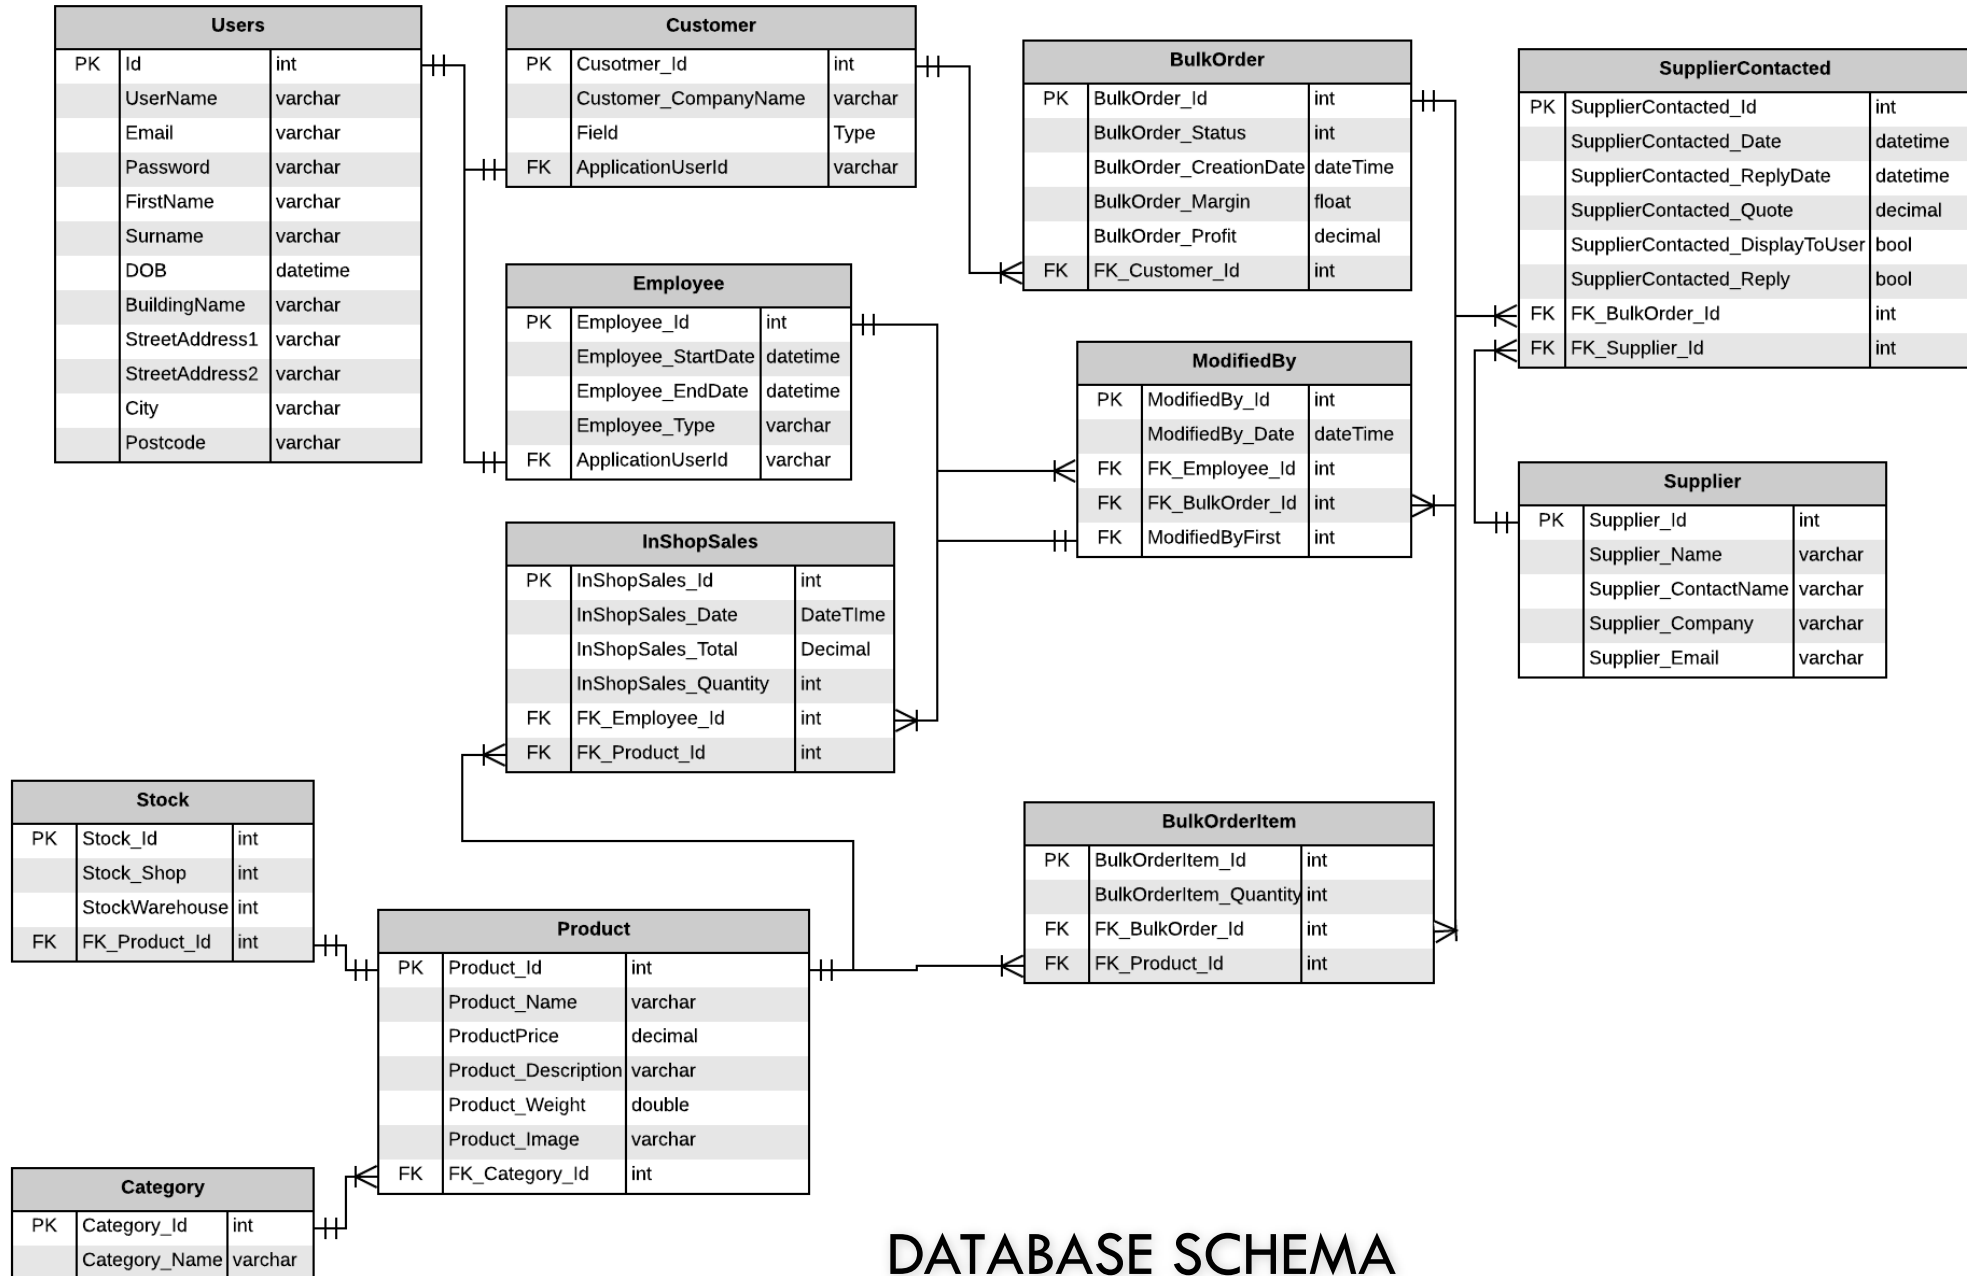 Users
PK Id int
UserName varchar
Email varchar
Password varchar
FirstName varchar
Surname varchar
DOB datetime
BuildingName varchar
StreetAddress1 varchar
StreetAddress2 varchar
City varchar
Postcode varchar
Customer
PK Cusotmer_Id int
Customer_CompanyName varchar
Field Type
FK ApplicationUserId varchar
BulkOrder
PK BulkOrder_Id int
BulkOrder_Status int
BulkOrder_CreationDate dateTime
BulkOrder_Margin float
BulkOrder_Profit decimal
FK FK_Customer_Id int
SupplierContacted
PK SupplierContacted_Id int
SupplierContacted_Date datetime
SupplierContacted_ReplyDate datetime
SupplierContacted_Quote decimal
SupplierContacted_DisplayToUser bool
SupplierContacted_Reply bool
FK FK_BulkOrder_Id int
FK FK_Supplier_Id int
Employee
PK Employee_Id int
Employee_StartDate datetime
Employee_EndDate datetime
Employee_Type varchar
FK ApplicationUserId varchar
ModifiedBy
PK ModifiedBy_Id int
ModifiedBy_Date dateTime
FK FK_Employee_Id int
FK FK_BulkOrder_Id int
FK ModifiedByFirst int
Supplier
PK Supplier_Id int
Supplier_Name varchar
Supplier_ContactName varchar
Supplier_Company varchar
Supplier_Email varchar
InShopSales
PK InShopSales_Id int
InShopSales_Date DateTIme
InShopSales_Total Decimal
InShopSales_Quantity int
FK FK_Employee_Id int
FK FK_Product_Id int
Stock
PK Stock_Id int
Stock_Shop int
StockWarehouse int
FK FK_Product_Id int
BulkOrderItem
PK BulkOrderItem_Id int
BulkOrderItem_Quantity int
FK FK_BulkOrder_Id int
FK FK_Product_Id int
Product
PK Product_Id int
Product_Name varchar
ProductPrice decimal
Product_Description varchar
Product_Weight double
Product_Image varchar
FK FK_Category_Id int
Category
PK Category_Id int
Category_Name varchar
DATABASE SCHEMA